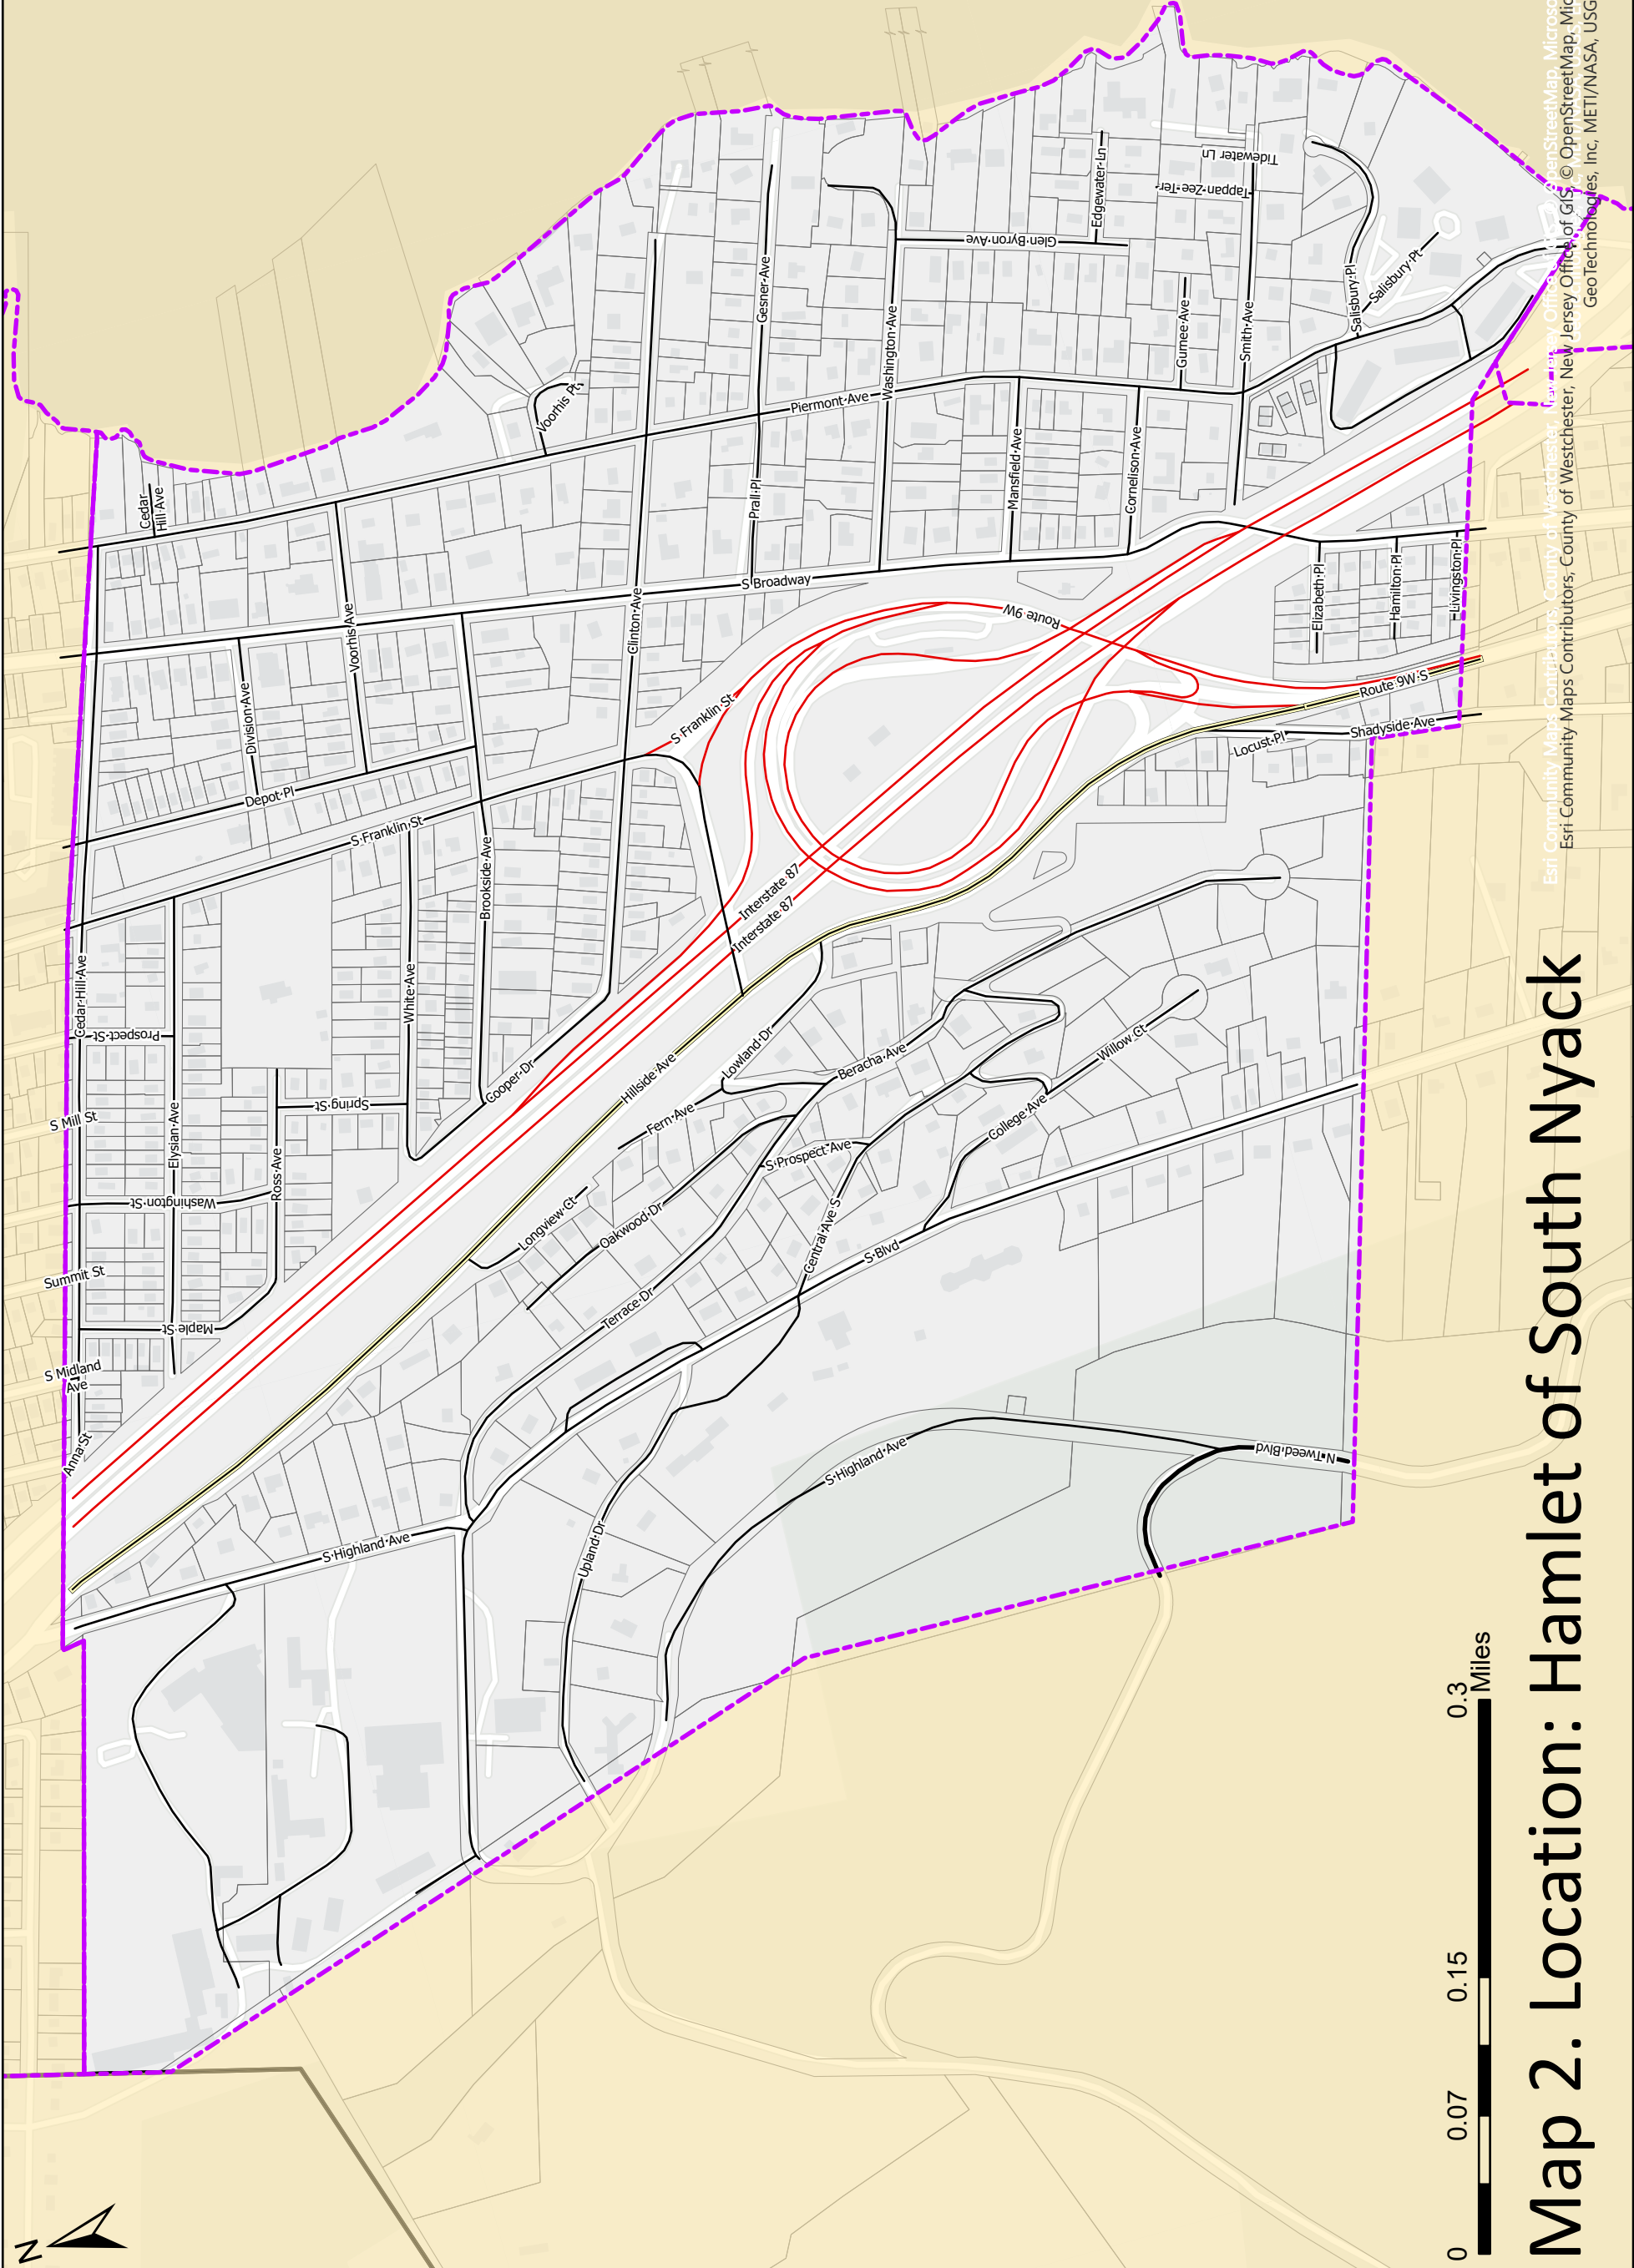 N
Cedar
Hill Ave
Voorhis Pt
Piermont Ave
Gesner Ave
Prall Pl
Washington Ave
Glen Byron Ave
Edgewater Ln
Tappan Zee Ter
Tidewater Ln
Gurnee Ave
Smith Ave
Salisbury Pl
Salisbury Pt
Mansfield Ave
Cornelison Ave
Clinton Ave
S Broadway
Voorhis Ave
Division Ave
Depot Pl
S Franklin St
S Franklin St
Route 9W
Elizabeth Pl
Hamilton Pl
Livingston Pl
Route 9W S
Shadyside Ave
Locust Pl
Brookside Ave
White Ave
Cedar Hill Ave
Prospect St
S Mill St
Elysian Ave
Spring St
Ross Ave
Washington St
Summit St
Maple St
S Midland
Ave
Anna St
Cooper Dr
Interstate 87
Interstate 87
Hillside Ave
Lowland Dr
Fern Ave
Beracha Ave
Willow Ct
College Ave
S Prospect Ave
Longview Ct
Oakwood Dr
Central Ave S
S Blvd
Terrace Dr
S Highland Ave
Upland Dr
S Highland Ave
N Tweed Blvd
0 0.07 0.15 0.3
Miles
Map 2. Location: Hamlet of South Nyack
Esri Community Maps Contributors, County of Westchester, New Jersey Office of GIS, © OpenStreetMap, Mic
GeoTechnologies, Inc, METI/NASA, USG